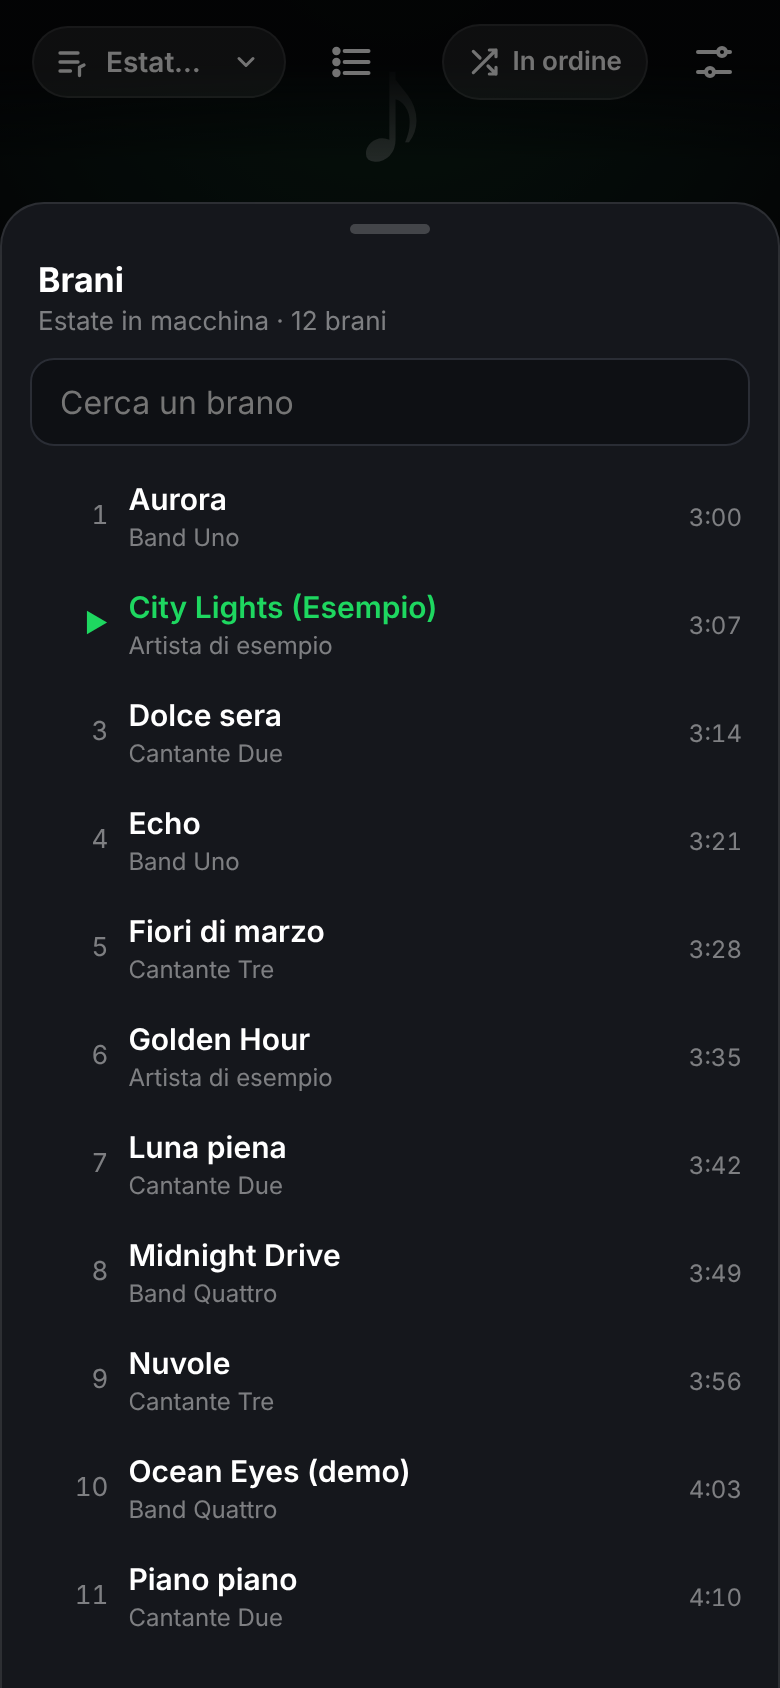 Estat...
In ordine
Brani
Estate in macchina · 12 brani
Cerca un brano
1
Aurora
Band Uno
3:00
City Lights (Esempio)
Artista di esempio
3:07
3
Dolce sera
Cantante Due
3:14
4
Echo
Band Uno
3:21
5
Fiori di marzo
Cantante Tre
3:28
6
Golden Hour
Artista di esempio
3:35
7
Luna piena
Cantante Due
3:42
8
Midnight Drive
Band Quattro
3:49
9
Nuvole
Cantante Tre
3:56
10
Ocean Eyes (demo)
Band Quattro
4:03
11
Piano piano
Cantante Due
4:10